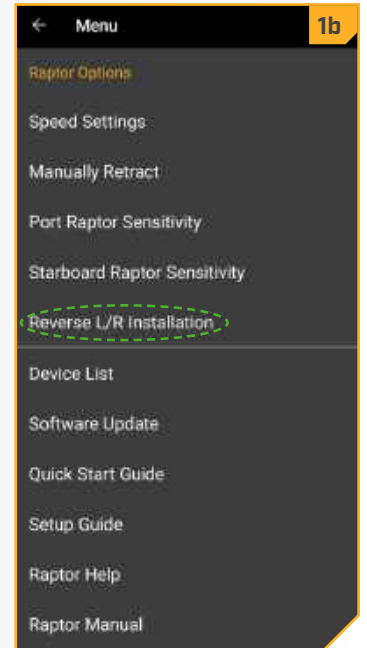 ← Menu
1b
Raptor Options
Speed Settings
Manually Retract
Port Raptor Sensitivity
Starboard Raptor Sensitivity
Reverse L/R Installation
Device List
Software Update
Quick Start Guide
Setup Guide
Raptor Help
Raptor Manual